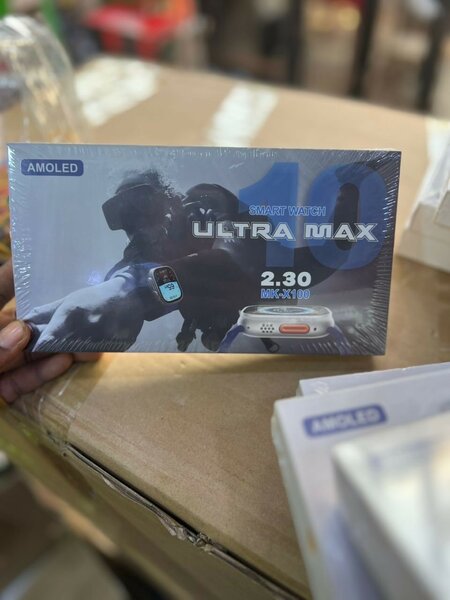 AMOLED
10
SMART WATCH
ULTRA MAX
2.30
MK-X100
AMOLED